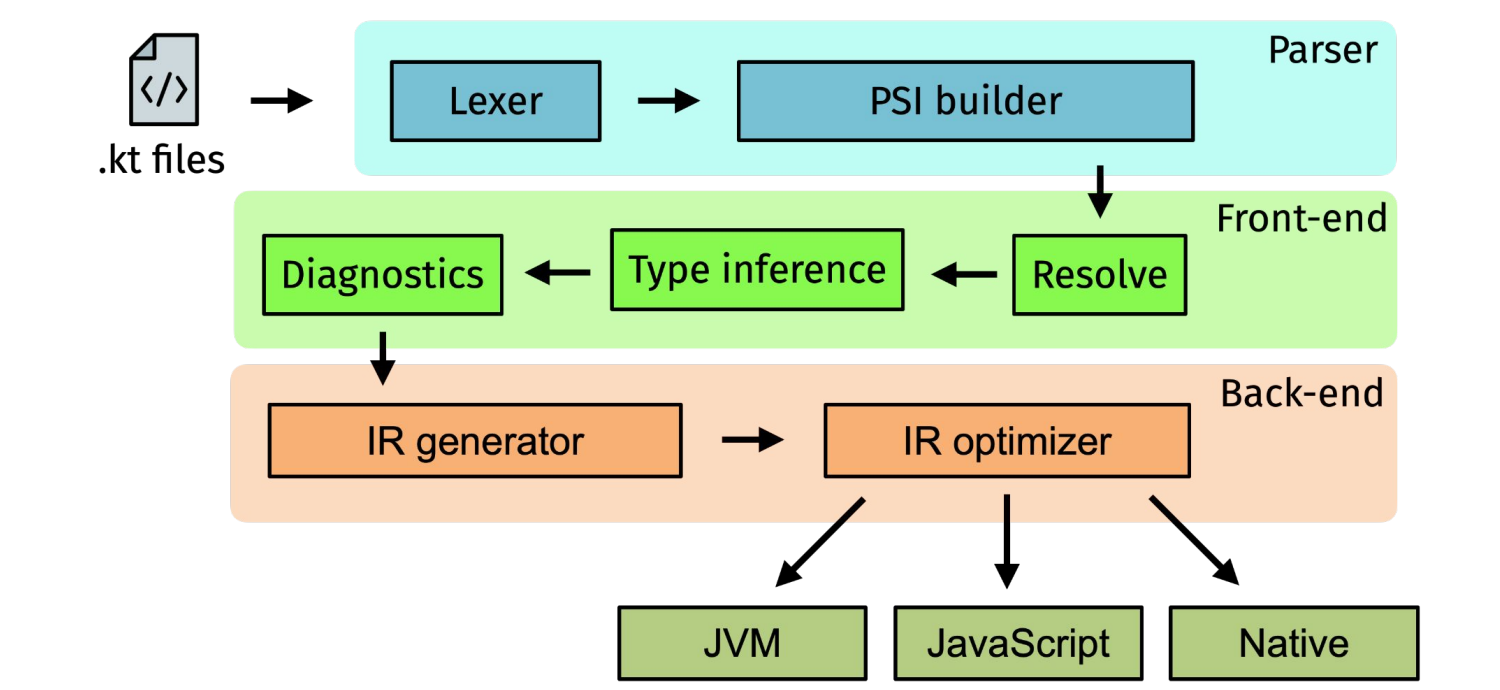 Parser
</>
Lexer
PSI builder
.kt files
Front-end
Diagnostics
Type inference
Resolve
Back-end
IR generator
IR optimizer
JVM
JavaScript
Native